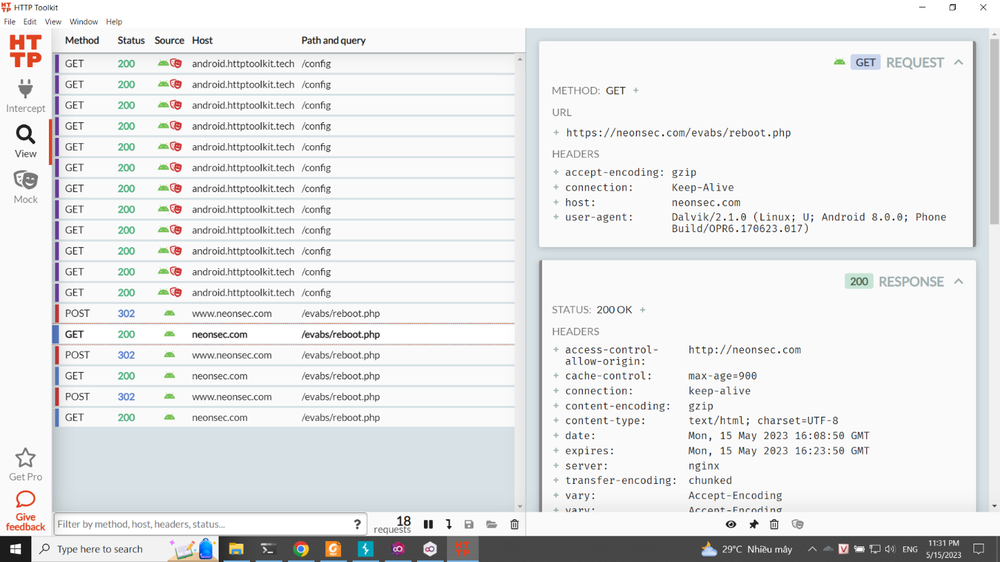 HTTP Toolkit
File Edit View Window Help
HT
TP
Intercept
View
Mock
Get Pro
Give
feedback
Method Status Source Host Path and query
GET 200 android.httptoolkit.tech /config
GET 200 android.httptoolkit.tech /config
GET 200 android.httptoolkit.tech /config
GET 200 android.httptoolkit.tech /config
GET 200 android.httptoolkit.tech /config
GET 200 android.httptoolkit.tech /config
GET 200 android.httptoolkit.tech /config
GET 200 android.httptoolkit.tech /config
GET 200 android.httptoolkit.tech /config
GET 200 android.httptoolkit.tech /config
GET 200 android.httptoolkit.tech /config
GET 200 android.httptoolkit.tech /config
POST 302 www.neonsec.com /evabs/reboot.php
GET 200 neonsec.com /evabs/reboot.php
POST 302 www.neonsec.com /evabs/reboot.php
GET 200 neonsec.com /evabs/reboot.php
POST 302 www.neonsec.com /evabs/reboot.php
GET 200 neonsec.com /evabs/reboot.php
Filter by method, host, headers, status... ?
18
requests
GET REQUEST
METHOD: GET +
URL
+ https://neonsec.com/evabs/reboot.php
HEADERS
+ accept-encoding: gzip
+ connection: Keep-Alive
+ host: neonsec.com
+ user-agent: Dalvik/2.1.0 (Linux; U; Android 8.0.0; Phone
Build/OPR6.170623.017)
200 RESPONSE
STATUS: 200 OK +
HEADERS
+ access-control- http://neonsec.com
allow-origin:
+ cache-control: max-age=900
+ connection: keep-alive
+ content-encoding: gzip
+ content-type: text/html; charset=UTF-8
+ date: Mon, 15 May 2023 16:08:50 GMT
+ expires: Mon, 15 May 2023 16:23:50 GMT
+ server: nginx
+ transfer-encoding: chunked
+ vary: Accept-Encoding
+ vary: Accept-Encoding
Type here to search
29°C Nhiều mây
V
ENG
11:31 PM
5/15/2023